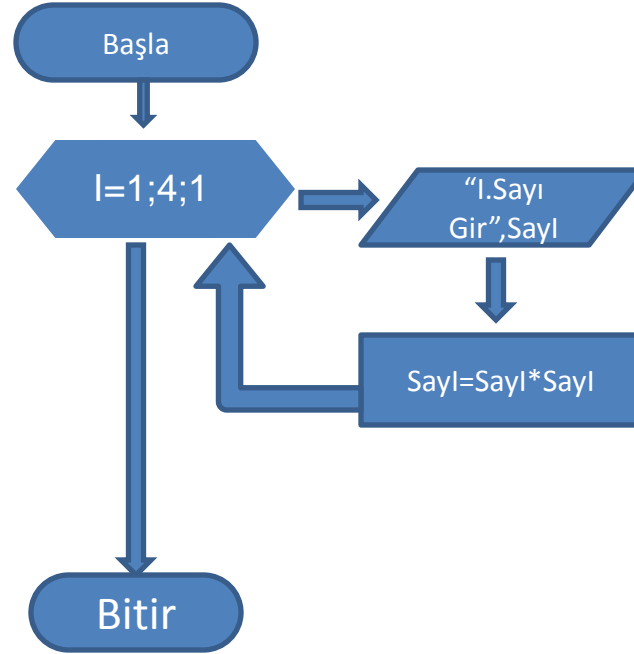 Başla
I=1;4;1
“I.Sayı
Gir”,SayI
SayI=SayI*SayI
Bitir